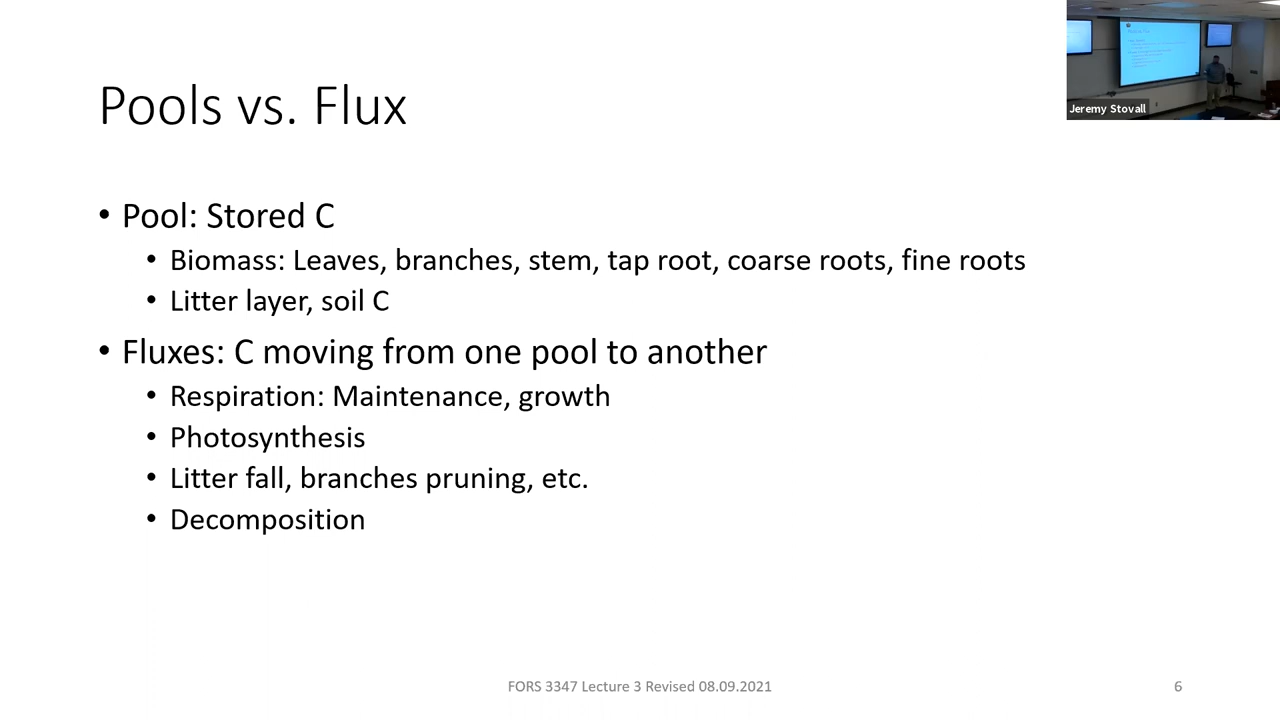 Pools vs. Flux
Jeremy Stovall
• Pool: Stored C
• Biomass: Leaves, branches, stem, tap root, coarse roots, fine roots
• Litter layer, soil C
• Fluxes: C moving from one pool to another
• Respiration: Maintenance, growth
• Photosynthesis
• Litter fall, branches pruning, etc.
• Decomposition
FORS 3347 Lecture 3 Revised 08.09.2021
6